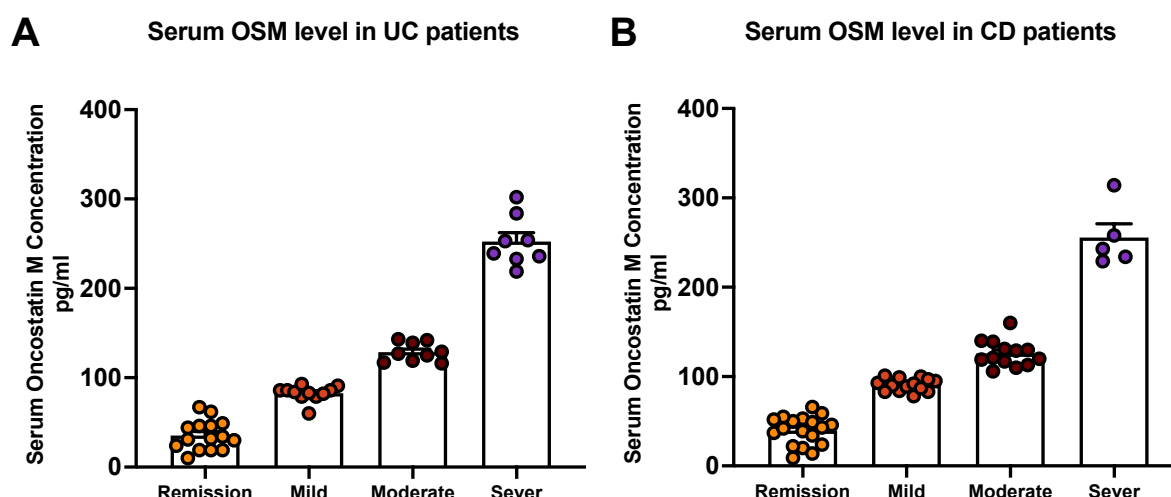 A
Serum OSM level in UC patients
Serum Oncostatin M Concentration
pg/ml
400
300
200
100
0
Remission
Mild
Moderate
Sever
B
Serum OSM level in CD patients
Serum Oncostatin M Concentration
pg/ml
400
300
200
100
0
Remission
Mild
Moderate
Sever